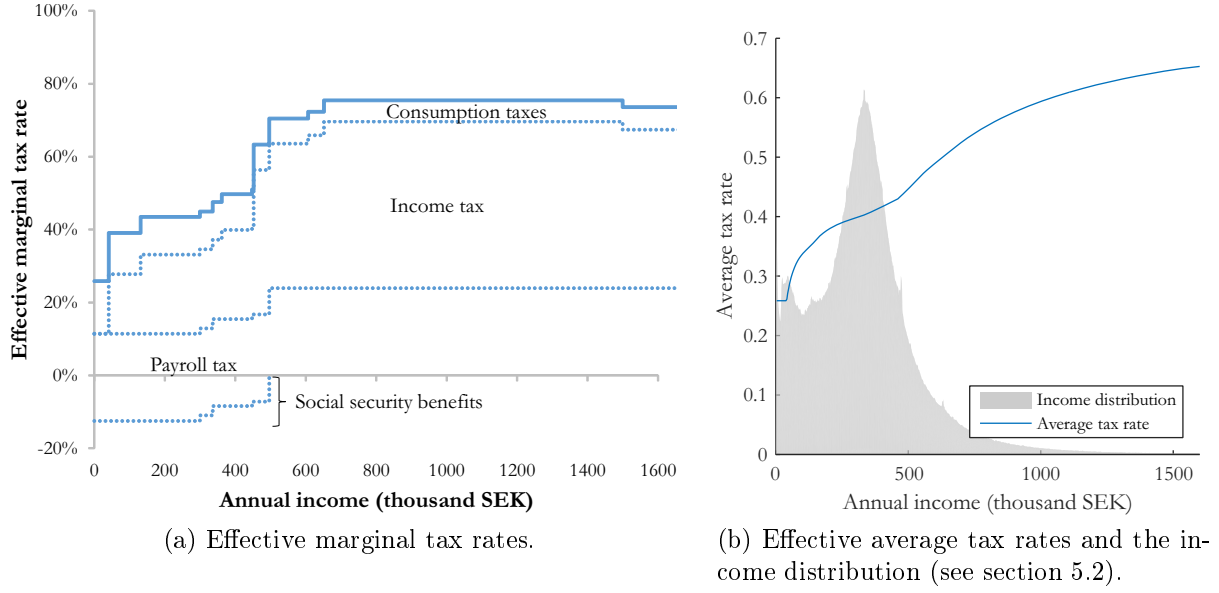 100%
80%
60%
40%
20%
0%
-20%
Effective marginal tax rate
Consumption taxes
Income tax
Payroll tax
Social security benefits
0 200 400 600 800 1000 1200 1400 1600
Annual income (thousand SEK)
(a) Effective marginal tax rates.
0.7
0.6
0.5
0.4
0.3
0.2
0.1
0
Average tax rate
Income distribution
Average tax rate
0 500 1000 1500
Annual income (thousand SEK)
(b) Effective average tax rates and the in-
come distribution (see section 5.2).